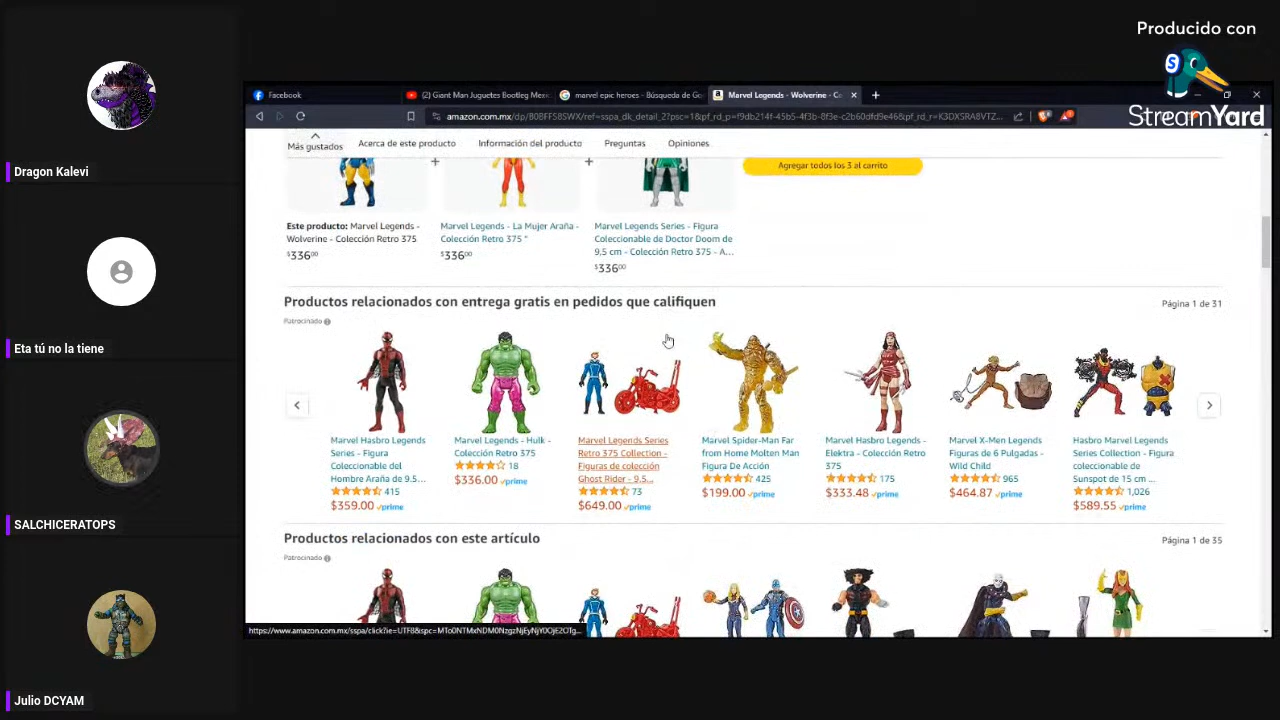 Producido con
StreamYard
Dragon Kalevi
Eta tú no la tiene
SALCHICERATOPS
Julio DCYAM
Facebook
(2) Giant Man Juguetes Bootleg Mexi
marvel epic heroes - Búsqueda de Go
Marvel Legends - Wolverine - Co
Más gustados
Acerca de este producto
Información del producto
Preguntas
Opiniones
Agregar todos los 3 al carrito
Este producto: Marvel Legends -
Wolverine - Colección Retro 375
$33600
Marvel Legends - La Mujer Araña -
Colección Retro 375 "
$33600
Marvel Legends Series - Figura
Coleccionable de Doctor Doom de
9,5 cm - Colección Retro 375 - A...
$33600
Productos relacionados con entrega gratis en pedidos que califiquen
Página 1 de 31
Patrocinado
Marvel Hasbro Legends
Series - Figura
Coleccionable del
Hombre Araña de 9.5...
415
$359.00 prime
Marvel Legends - Hulk -
Colección Retro 375
18
$336.00 prime
Marvel Legends Series
Retro 375 Collection -
Figuras de colección
Ghost Rider - 9,5...
73
$649.00 prime
Marvel Spider-Man Far
from Home Molten Man
Figura De Acción
425
$199.00 prime
Marvel Hasbro Legends -
Elektra - Colección Retro
375
175
$333.48 prime
Marvel X-Men Legends
Figuras de 6 Pulgadas -
Wild Child
965
$464.87 prime
Hasbro Marvel Legends
Series Collection - Figura
coleccionable de
Sunspot de 15 cm ...
1,026
$589.55 prime
Productos relacionados con este artículo
Página 1 de 35
Patrocinado